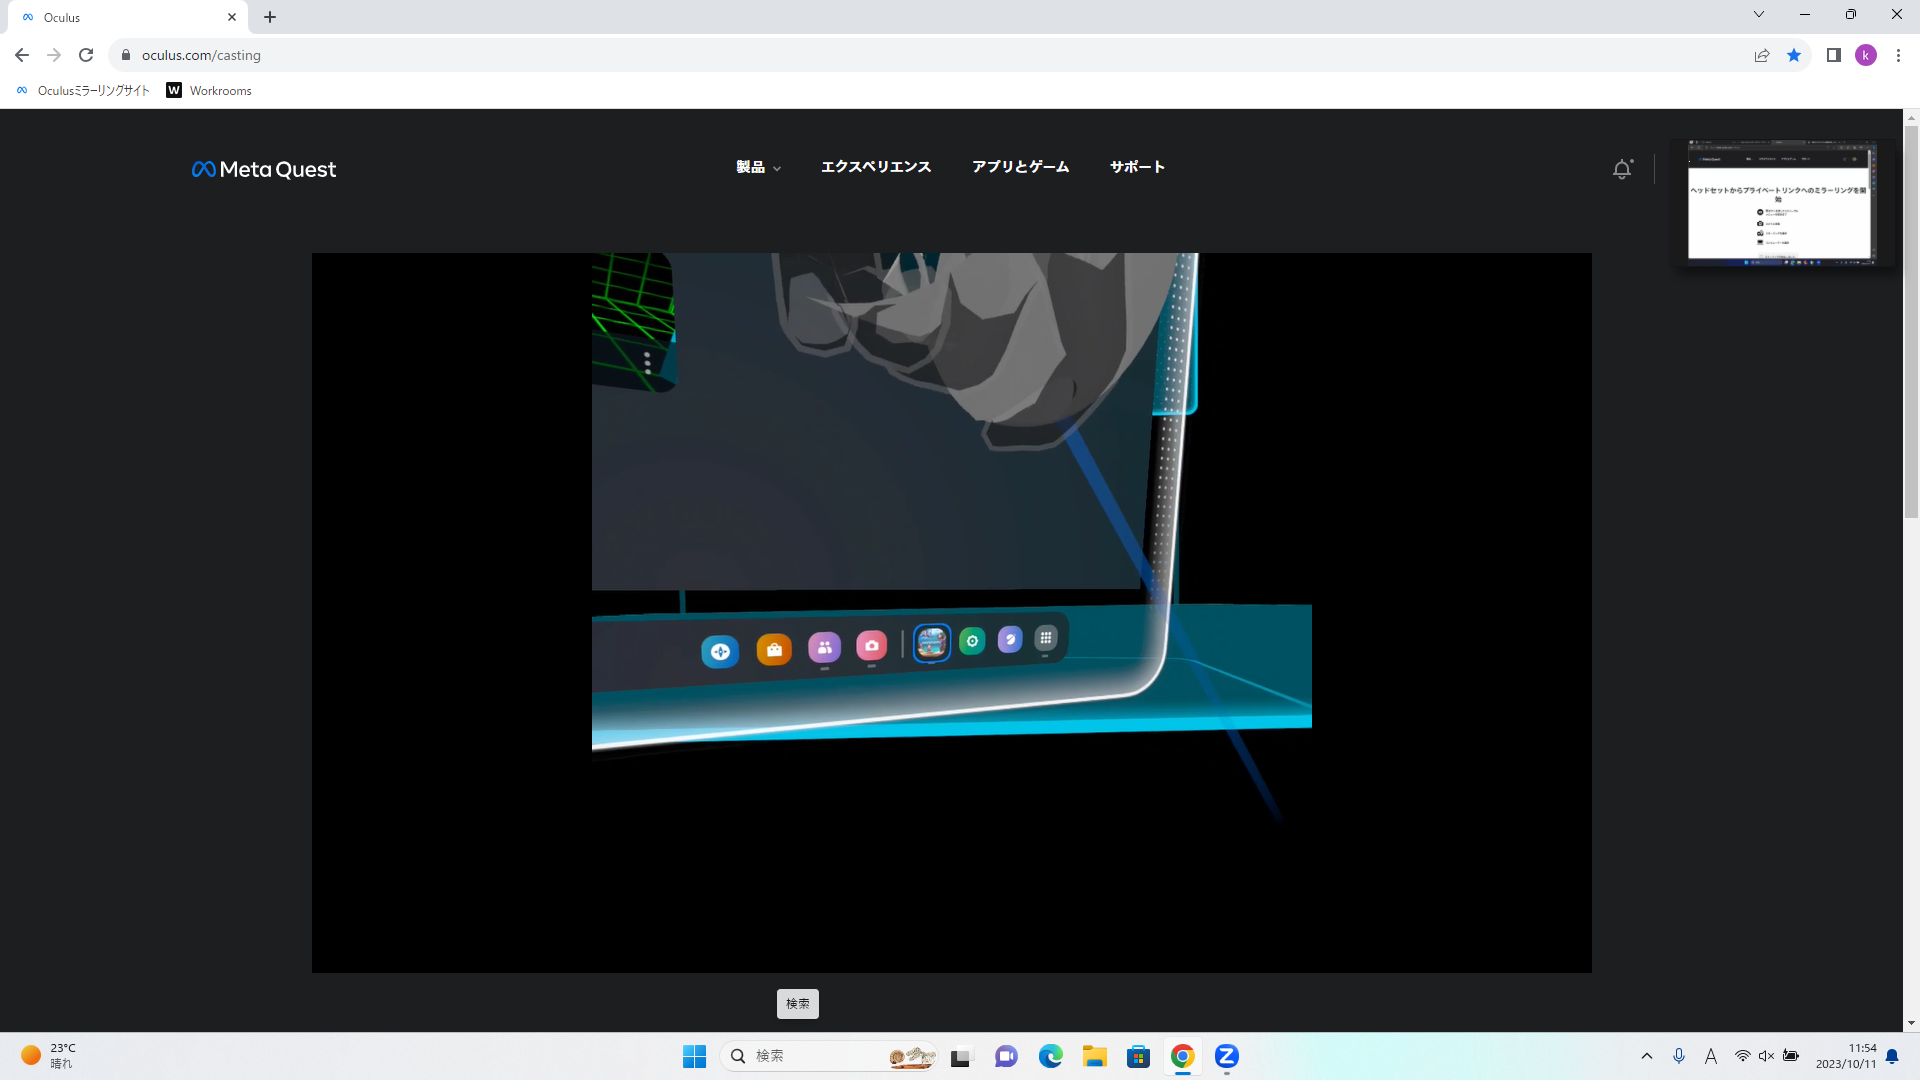 Oculus
oculus.com/casting
k
Oculusミラーリングサイト
W
Workrooms
Meta Quest
製品
エクスペリエンス
アプリとゲーム
サポート
ヘッドセットからプライベートリンクへのミラーリングを開
始
検索
23°C
晴れ
検索
Z
A
11:54
2023/10/11